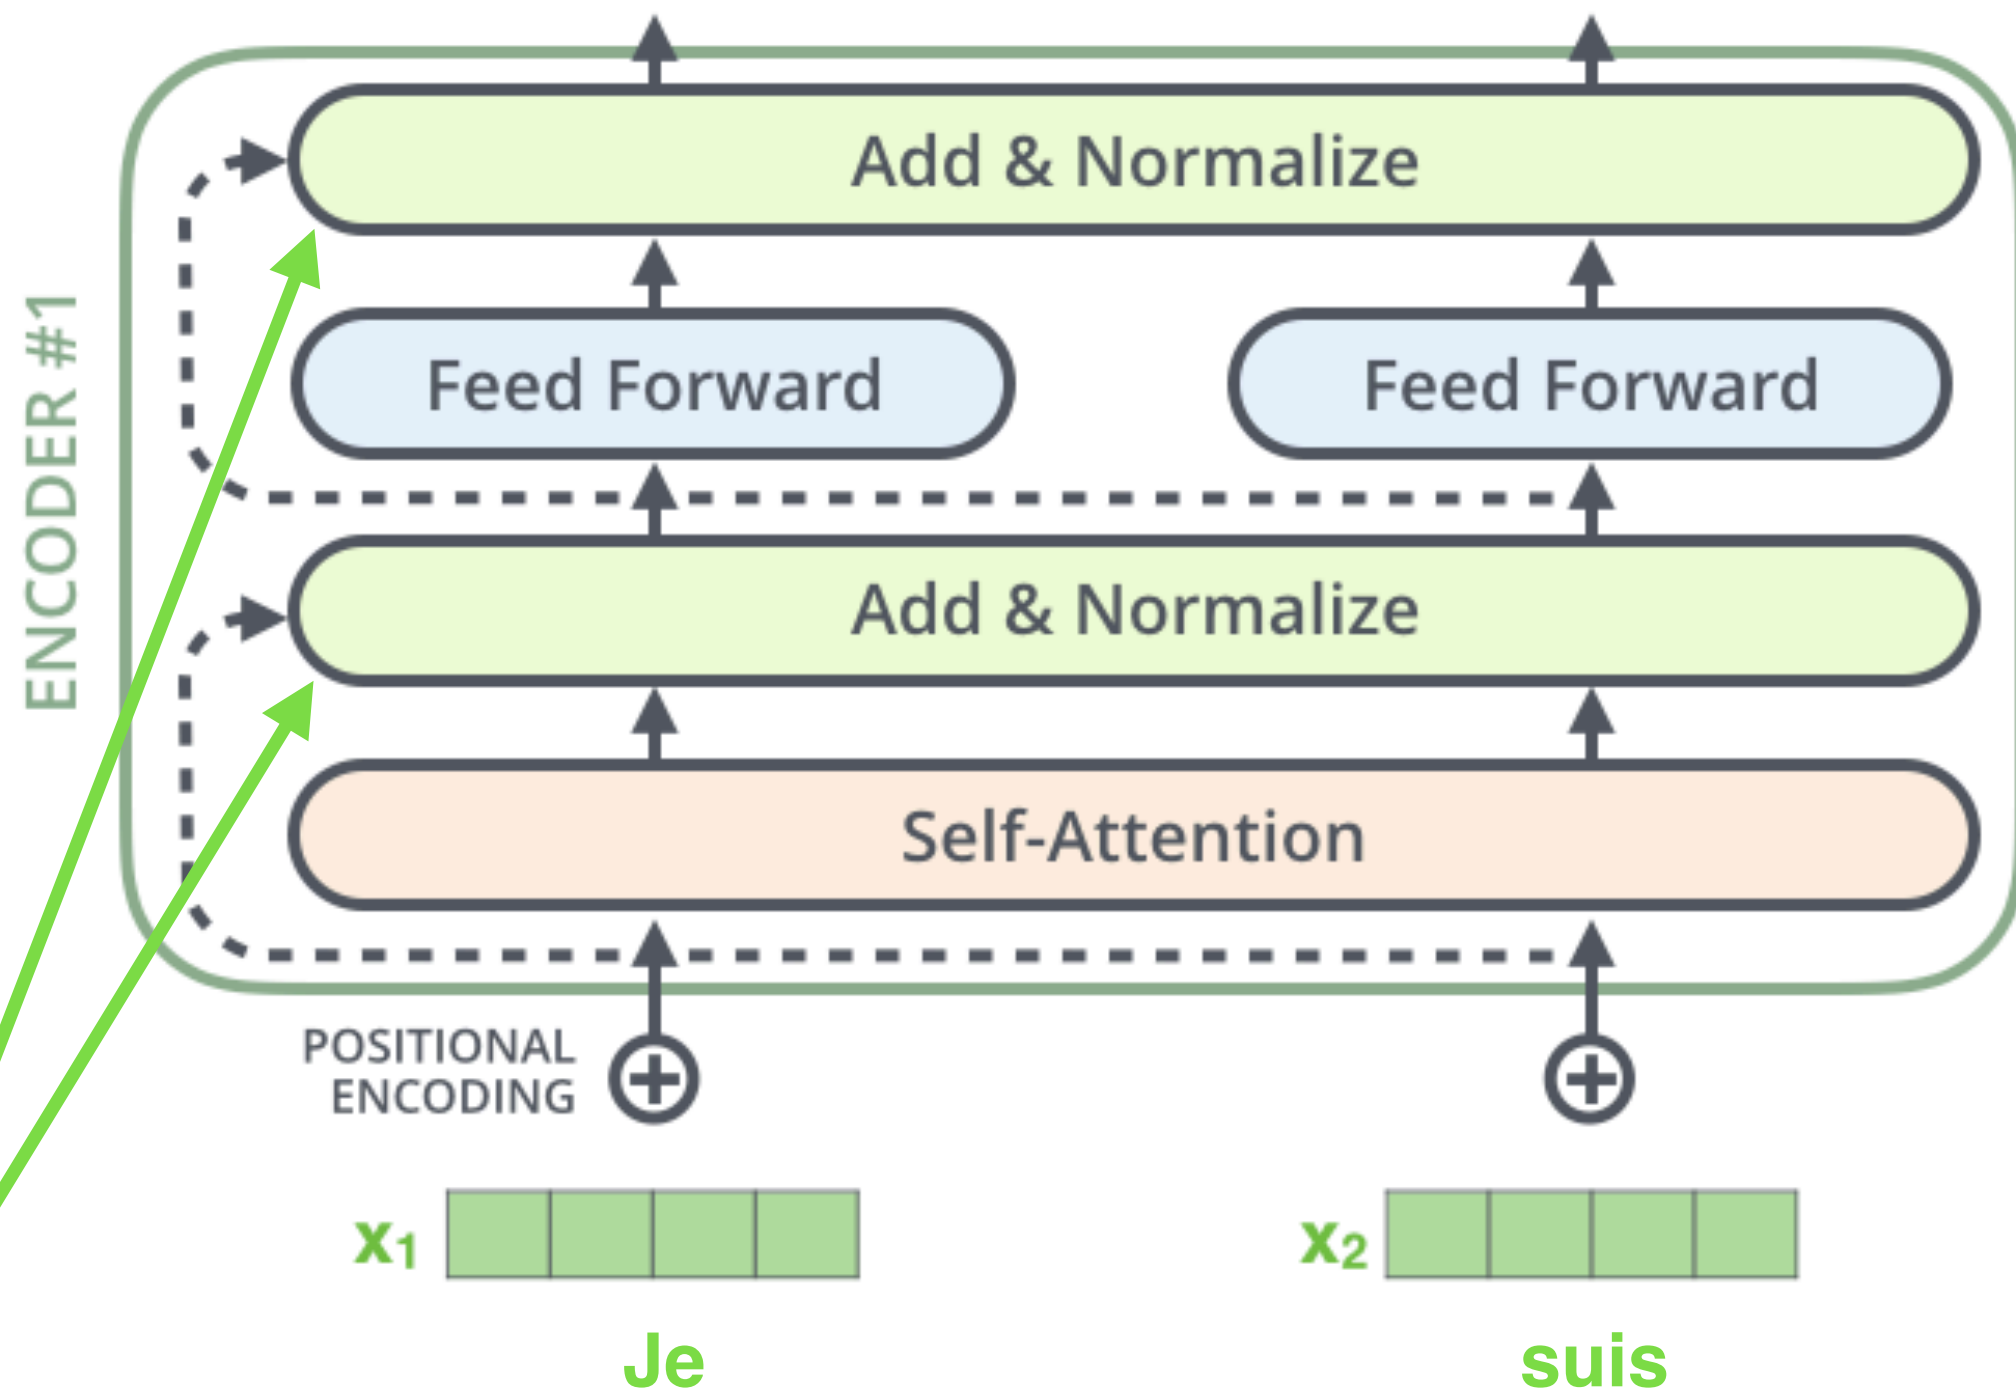 ENCODER #1
Add & Normalize
Feed Forward
Feed Forward
Add & Normalize
Self-Attention
POSITIONAL
ENCODING
x1
x2
Je
suis